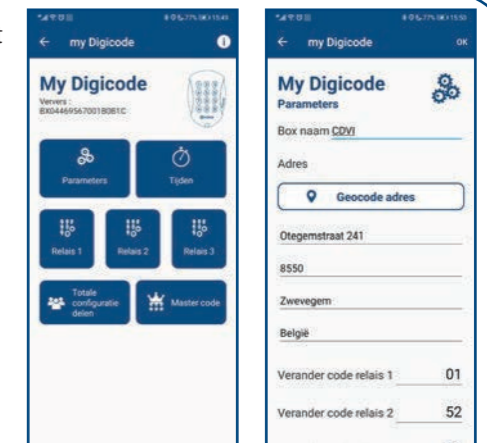 my Digicode
My Digicode
Ververs :
BX044695670018081C
Parameters
Tijden
Relais 1
Relais 2
Relais 3
Totale
configuratie
delen
Master code
my Digicode
OK
My Digicode
Parameters
Box naam CDVI
Adres
Geocode adres
Otegemstraat 241
8550
Zwevegem
België
Verander code relais 1 01
Verander code relais 2 52